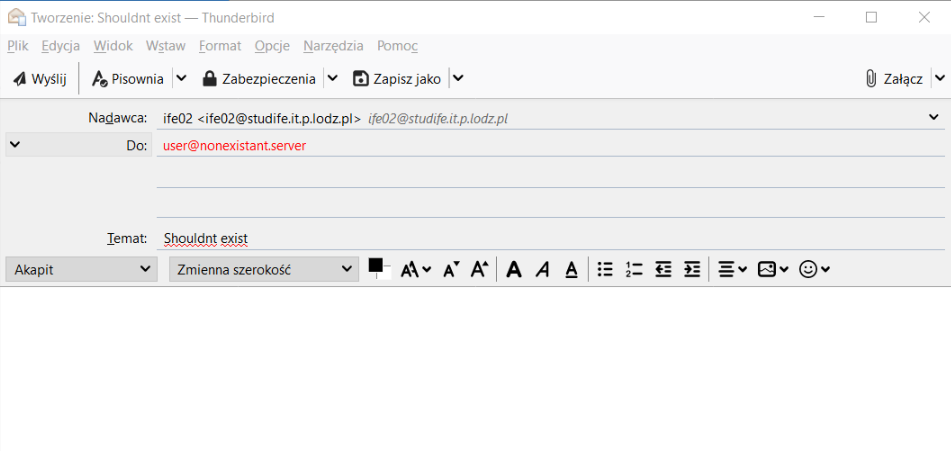 Tworzenie: Shouldnt exist — Thunderbird
Plik Edycja Widok Wstaw Format Opcje Narzędzia Pomoc
Wyślij Pisownia Zabezpieczenia Zapisz jako Załącz
Nadawca: ife02 <ife02@studife.it.p.lodz.pl> ife02@studife.it.p.lodz.pl
Do: user@nonexistant.server
Temat: Shouldnt exist
Akapit Zmienna szerokość